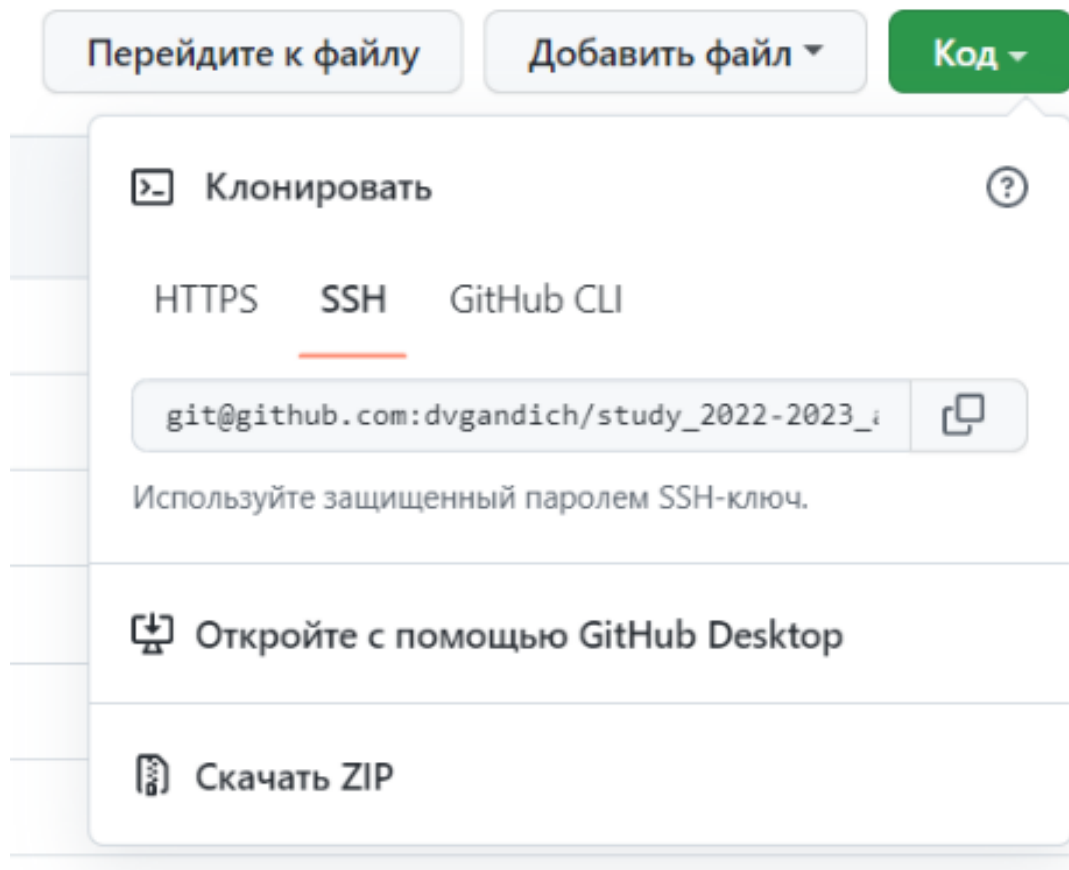 Перейдите к файлу
Добавить файл
Код
Клонировать
HTTPS SSH GitHub CLI
git@github.com:dvgandich/study_2022-2023_
Используйте защищенный паролем SSH-ключ.
Откройте с помощью GitHub Desktop
Скачать ZIP